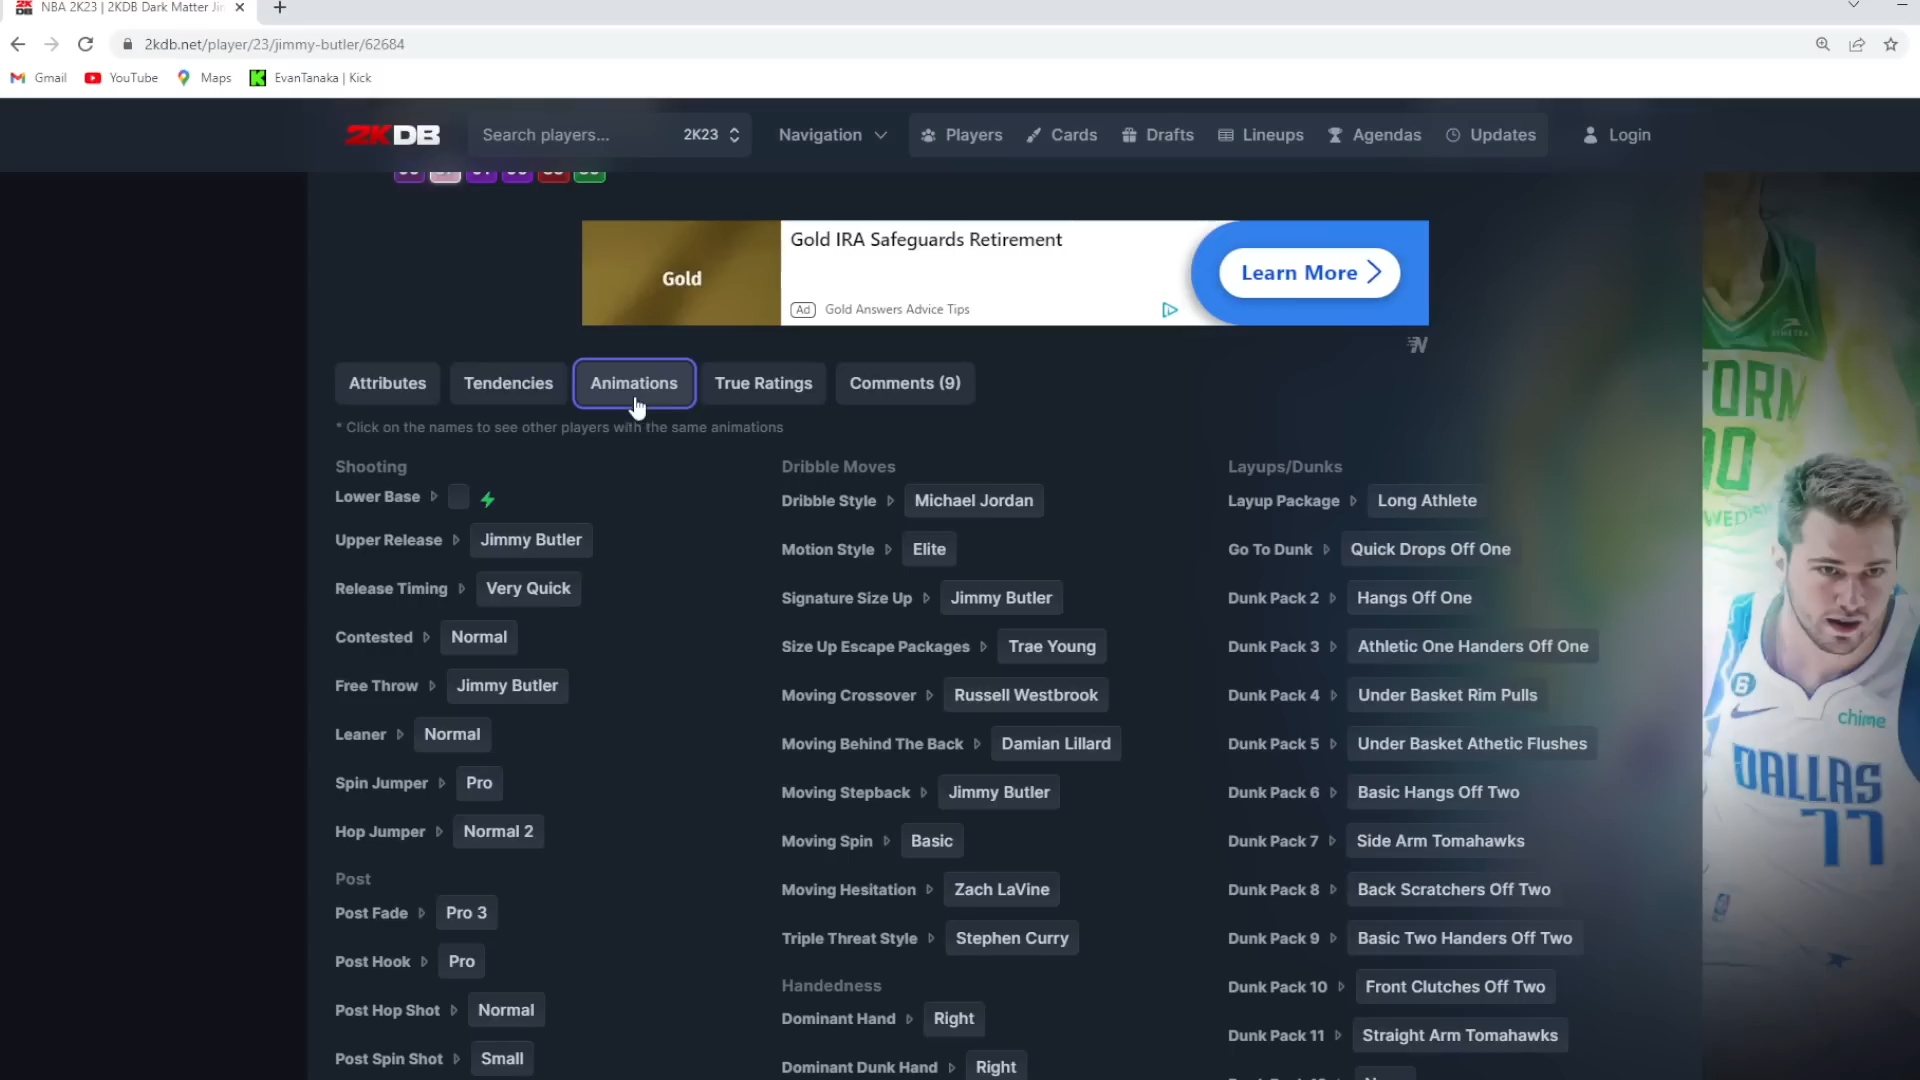 NBA 2K23 | 2KDB Dark Matter Jim
2kdb.net/player/23/jimmy-butler/62684
Gmail YouTube Maps EvanTanaka | Kick
2KDB Search players... 2K23 Navigation Players Cards Drafts Lineups Agendas Updates Login
Gold
Gold IRA Safeguards Retirement
Ad Gold Answers Advice Tips
Learn More
Attributes Tendencies Animations True Ratings Comments (9)
* Click on the names to see other players with the same animations
Shooting
Lower Base
Upper Release Jimmy Butler
Release Timing Very Quick
Contested Normal
Free Throw Jimmy Butler
Leaner Normal
Spin Jumper Pro
Hop Jumper Normal 2
Post
Post Fade Pro 3
Post Hook Pro
Post Hop Shot Normal
Post Spin Shot Small
Dribble Moves
Dribble Style Michael Jordan
Motion Style Elite
Signature Size Up Jimmy Butler
Size Up Escape Packages Trae Young
Moving Crossover Russell Westbrook
Moving Behind The Back Damian Lillard
Moving Stepback Jimmy Butler
Moving Spin Basic
Moving Hesitation Zach LaVine
Triple Threat Style Stephen Curry
Handedness
Dominant Hand Right
Dominant Dunk Hand Right
Layups/Dunks
Layup Package Long Athlete
Go To Dunk Quick Drops Off One
Dunk Pack 2 Hangs Off One
Dunk Pack 3 Athletic One Handers Off One
Dunk Pack 4 Under Basket Rim Pulls
Dunk Pack 5 Under Basket Athetic Flushes
Dunk Pack 6 Basic Hangs Off Two
Dunk Pack 7 Side Arm Tomahawks
Dunk Pack 8 Back Scratchers Off Two
Dunk Pack 9 Basic Two Handers Off Two
Dunk Pack 10 Front Clutches Off Two
Dunk Pack 11 Straight Arm Tomahawks
6
chime
DALLAS
77